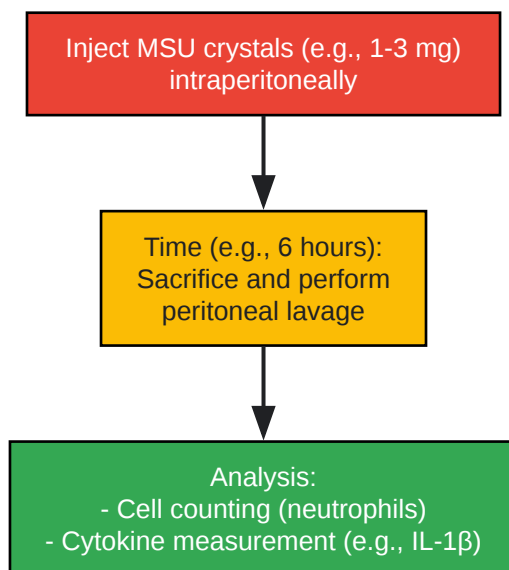 Inject MSU crystals (e.g., 1-3 mg)
intraperitoneally
Time (e.g., 6 hours):
Sacrifice and perform
peritoneal lavage
Analysis:
- Cell counting (neutrophils)
- Cytokine measurement (e.g., IL-1β)